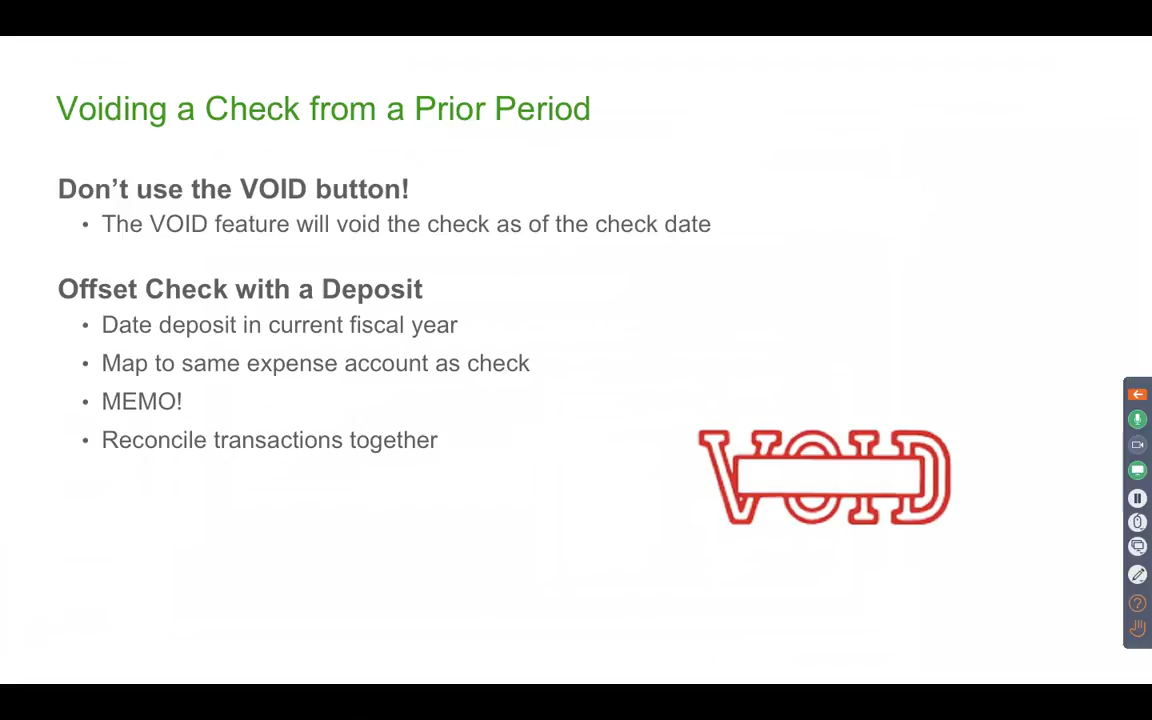 Voiding a Check from a Prior Period
Don’t use the VOID button!
• The VOID feature will void the check as of the check date
Offset Check with a Deposit
• Date deposit in current fiscal year
• Map to same expense account as check
• MEMO!
• Reconcile transactions together
VOID